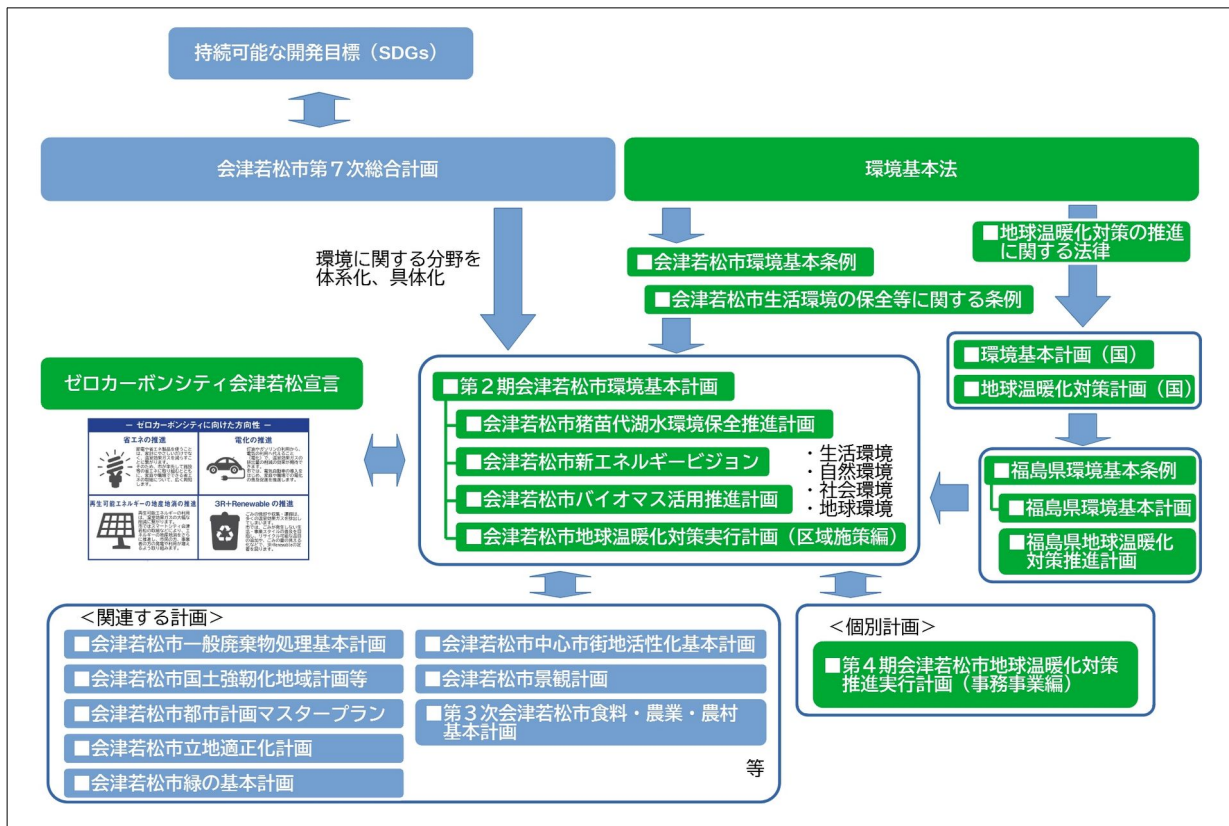 持続可能な開発目標（SDGs）
会津若松市第７次総合計画
環境基本法
環境に関する分野を
体系化、具体化
■会津若松市環境基本条例
■会津若松市生活環境の保全等に関する条例
■地球温暖化対策の推進
に関する法律
■環境基本計画（国）
■地球温暖化対策計画（国）
ゼロカーボンシティ会津若松宣言
― ゼロカーボンシティに向けた方向性 ―
省エネの推進
電化の推進
再生可能エネルギーの地産地消の推進
3R+Renewable の推進
■第２期会津若松市環境基本計画
■会津若松市猪苗代湖水環境保全推進計画
■会津若松市新エネルギービジョン
■会津若松市バイオマス活用推進計画
■会津若松市地球温暖化対策実行計画（区域施策編）
・生活環境
・自然環境
・社会環境
・地球環境
■福島県環境基本条例
■福島県環境基本計画
■福島県地球温暖化
対策推進計画
＜関連する計画＞
■会津若松市一般廃棄物処理基本計画
■会津若松市国土強靭化地域計画等
■会津若松市都市計画マスタープラン
■会津若松市立地適正化計画
■会津若松市緑の基本計画
■会津若松市中心市街地活性化基本計画
■会津若松市景観計画
■第３次会津若松市食料・農業・農村
基本計画
等
＜個別計画＞
■第４期会津若松市地球温暖化対策
推進実行計画（事務事業編）